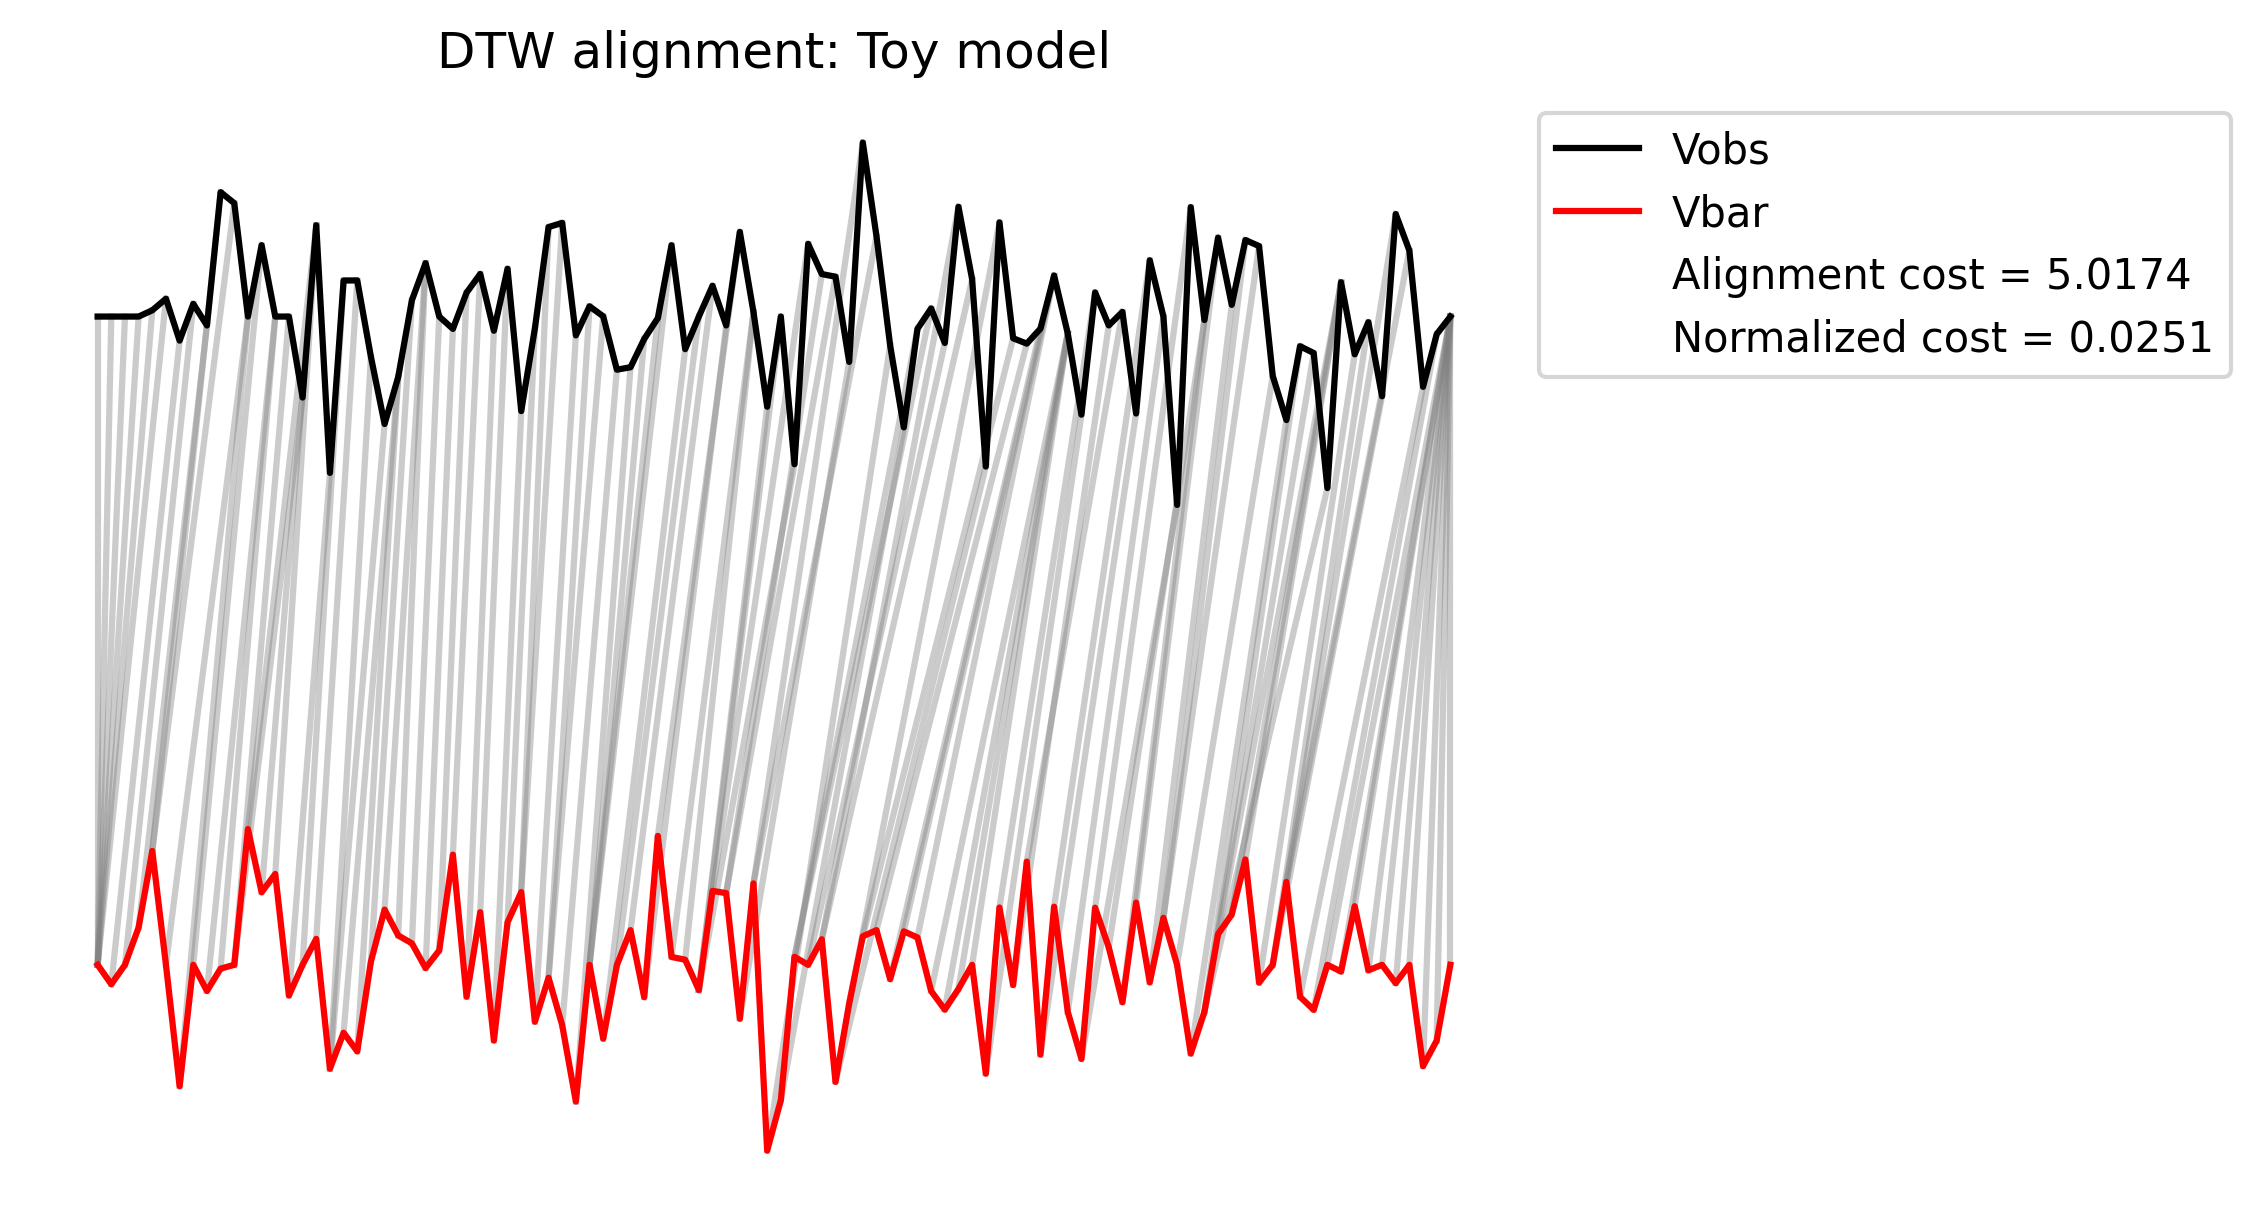 DTW alignment: Toy model
Vobs
Vbar
Alignment cost = 5.0174
Normalized cost = 0.0251